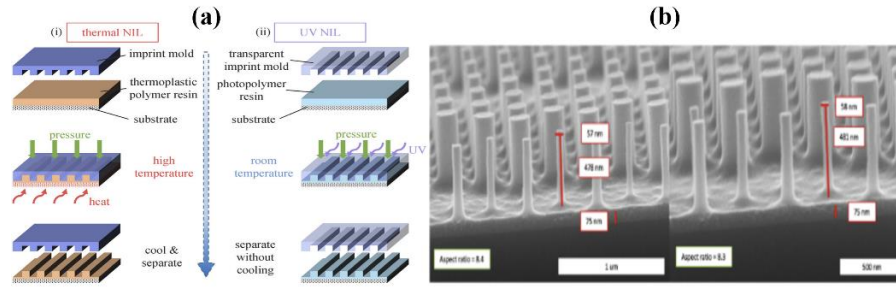 (a)
(i) thermal NIL
(ii) UV NIL
imprint mold
thermoplastic
polymer resin
substrate
transparent
imprint mold
photopolymer
resin
substrate
pressure
high
temperature
heat
pressure
UV
room
temperature
cool &
separate
separate
without
cooling
(b)
57 nm
478 nm
75 nm
Aspect ratio = 8.4
1 um
58 nm
481 nm
75 nm
Aspect ratio = 8.3
500 nm